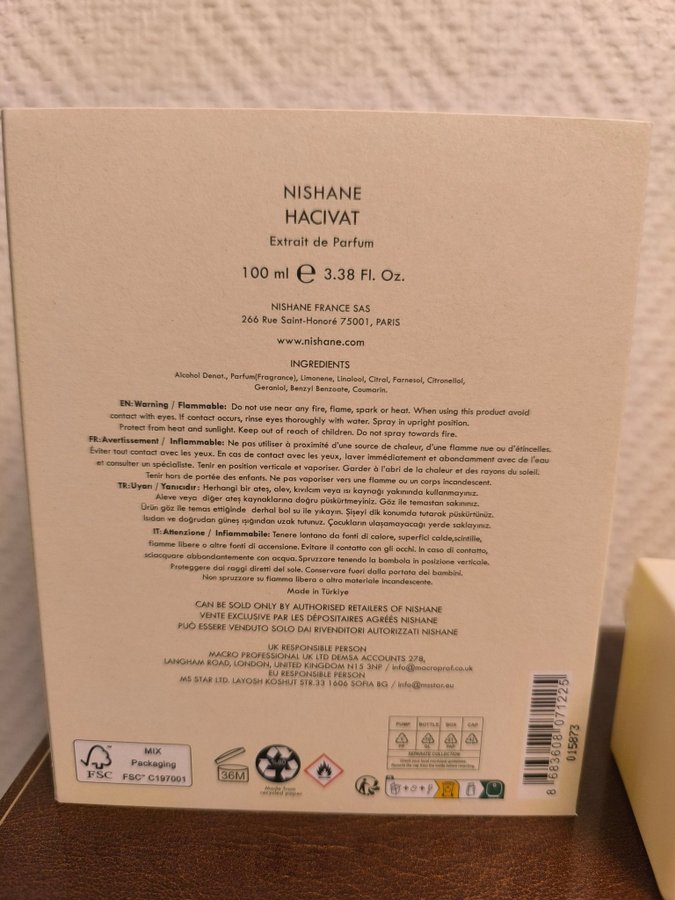 NISHANE
HACIVAT
Extrait de Parfum
100 ml ℮ 3.38 Fl. Oz.
NISHANE FRANCE SAS
266 Rue Saint-Honoré 75001, PARIS
www.nishane.com
INGREDIENTS
Alcohol Denat., Parfum(Fragrance), Limonene, Linalool, Citral, Farnesol, Citronellol,
Geraniol, Benzyl Benzoate, Coumarin.
EN:Warning / Flammable: Do not use near any fire, flame, spark or heat. When using this product avoid
contact with eyes. If contact occurs, rinse eyes thoroughly with water. Spray in upright position.
Protect from heat and sunlight. Keep out of reach of children. Do not spray towards fire.
FR:Avertissement / Inflammable: Ne pas utiliser à proximité d'une source de chaleur, d'une flamme nue ou d'étincelles.
Éviter tout contact avec les yeux. En cas de contact avec les yeux, laver immédiatement et abondamment avec de l'eau
et consulter un spécialiste. Tenir en position verticale et vaporiser. Garder à l'abri de la chaleur et des rayons du soleil.
Tenir hors de portée des enfants. Ne pas vaporiser vers une flamme ou un corps incandescent.
TR:Uyarı / Yanıcıdır: Herhangi bir ateş, alev, kıvılcım veya ısı kaynağı yakınında kullanmayınız.
Aleve veya diğer ateş kaynaklarına doğru püskürtmeyiniz. Göz ile temastan sakınınız.
Ürün göz ile temas ettiginde derhal bol su ile yıkayın. Şişeyi dik konumda tutarak püskürtünüz.
Isıdan ve doğrudan güneş ışığından uzak tutunuz. Çocukların ulaşamayacağı yerde saklayınız.
IT:Attenzione / Infiammabile: Tenere lontano da fonti di calore, superfici calde,scintille,
fiamme libere o altre fonti di accensione. Evitare il contatto con gli occhi. In caso di contatto,
sciacquare abbondantemente con acqua. Spruzzare tenendo la bombola in posizione verticale.
Proteggere dai raggi diretti del sole. Conservare fuori dalla portata dei bambini.
Non spruzzare su fiamma libera o altro materiale incandescente.
Made in Türkiye
CAN BE SOLD ONLY BY AUTHORISED RETAILERS OF NISHANE
VENTE EXCLUSIVE PAR LES DÉPOSITAIRES AGRÉÉS NISHANE
PUÒ ESSERE VENDUTO SOLO DAI RIVENDITORI AUTORIZZATI NISHANE
UK RESPONSIBLE PERSON
MACRO PROFESSIONAL UK LTD DEMSA ACCOUNTS 278,
LANGHAM ROAD, LONDON, UNITED KINGDOM N15 3NP / info@macroprof.co.uk
EU RESPONSIBLE PERSON
MS STAR LTD. LAYOSH KOSHUT STR.33 1606 SOFIA BG / info@msstar.eu
PUMP BOTTLE BOX CAP
PP GL PAP
SEPARATE COLLECTION
FSC
MIX
Packaging
FSC™ C197001
36M
Made from
recycled paper
8 683608 071225
015873